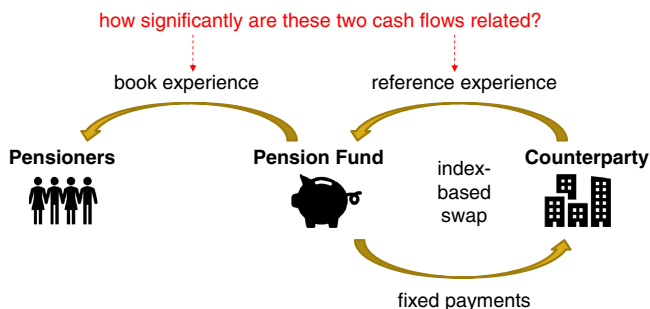 how significantly are these two cash flows related?
book experience
reference experience
Pensioners
Pension Fund
Counterparty
index-
based
swap
fixed payments